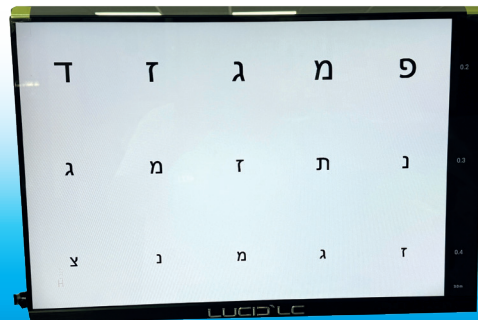 פ מ ג ז ד 0.2
נ ת ז מ ג 0.3
ז ג מ נ צ 0.4
LUCID'LC